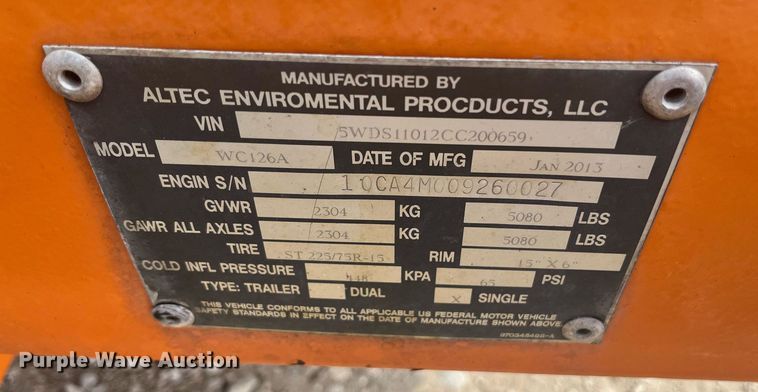 MANUFACTURED BY
ALTEC ENVIROMENTAL PROCDUCTS, LLC
VIN 5WDS11012CC200659
MODEL WC126A DATE OF MFG JAN 2013
ENGIN S/N 10CA4M009260027
GVWR 2304 KG 5080 LBS
GAWR ALL AXLES 2304 KG 5080 LBS
TIRE ST 225/75R-15 RIM 15" X 6"
COLD INFL PRESSURE 448 KPA 65 PSI
TYPE: TRAILER DUAL X SINGLE
THIS VEHICLE CONFORMS TO ALL APPLICABLE US FEDERAL MOTOR VEHICLE
SAFETY STANDARDS IN EFFECT ON THE DATE OF MANUFACTURE SHOWN ABOVE
Purple Wave Auction